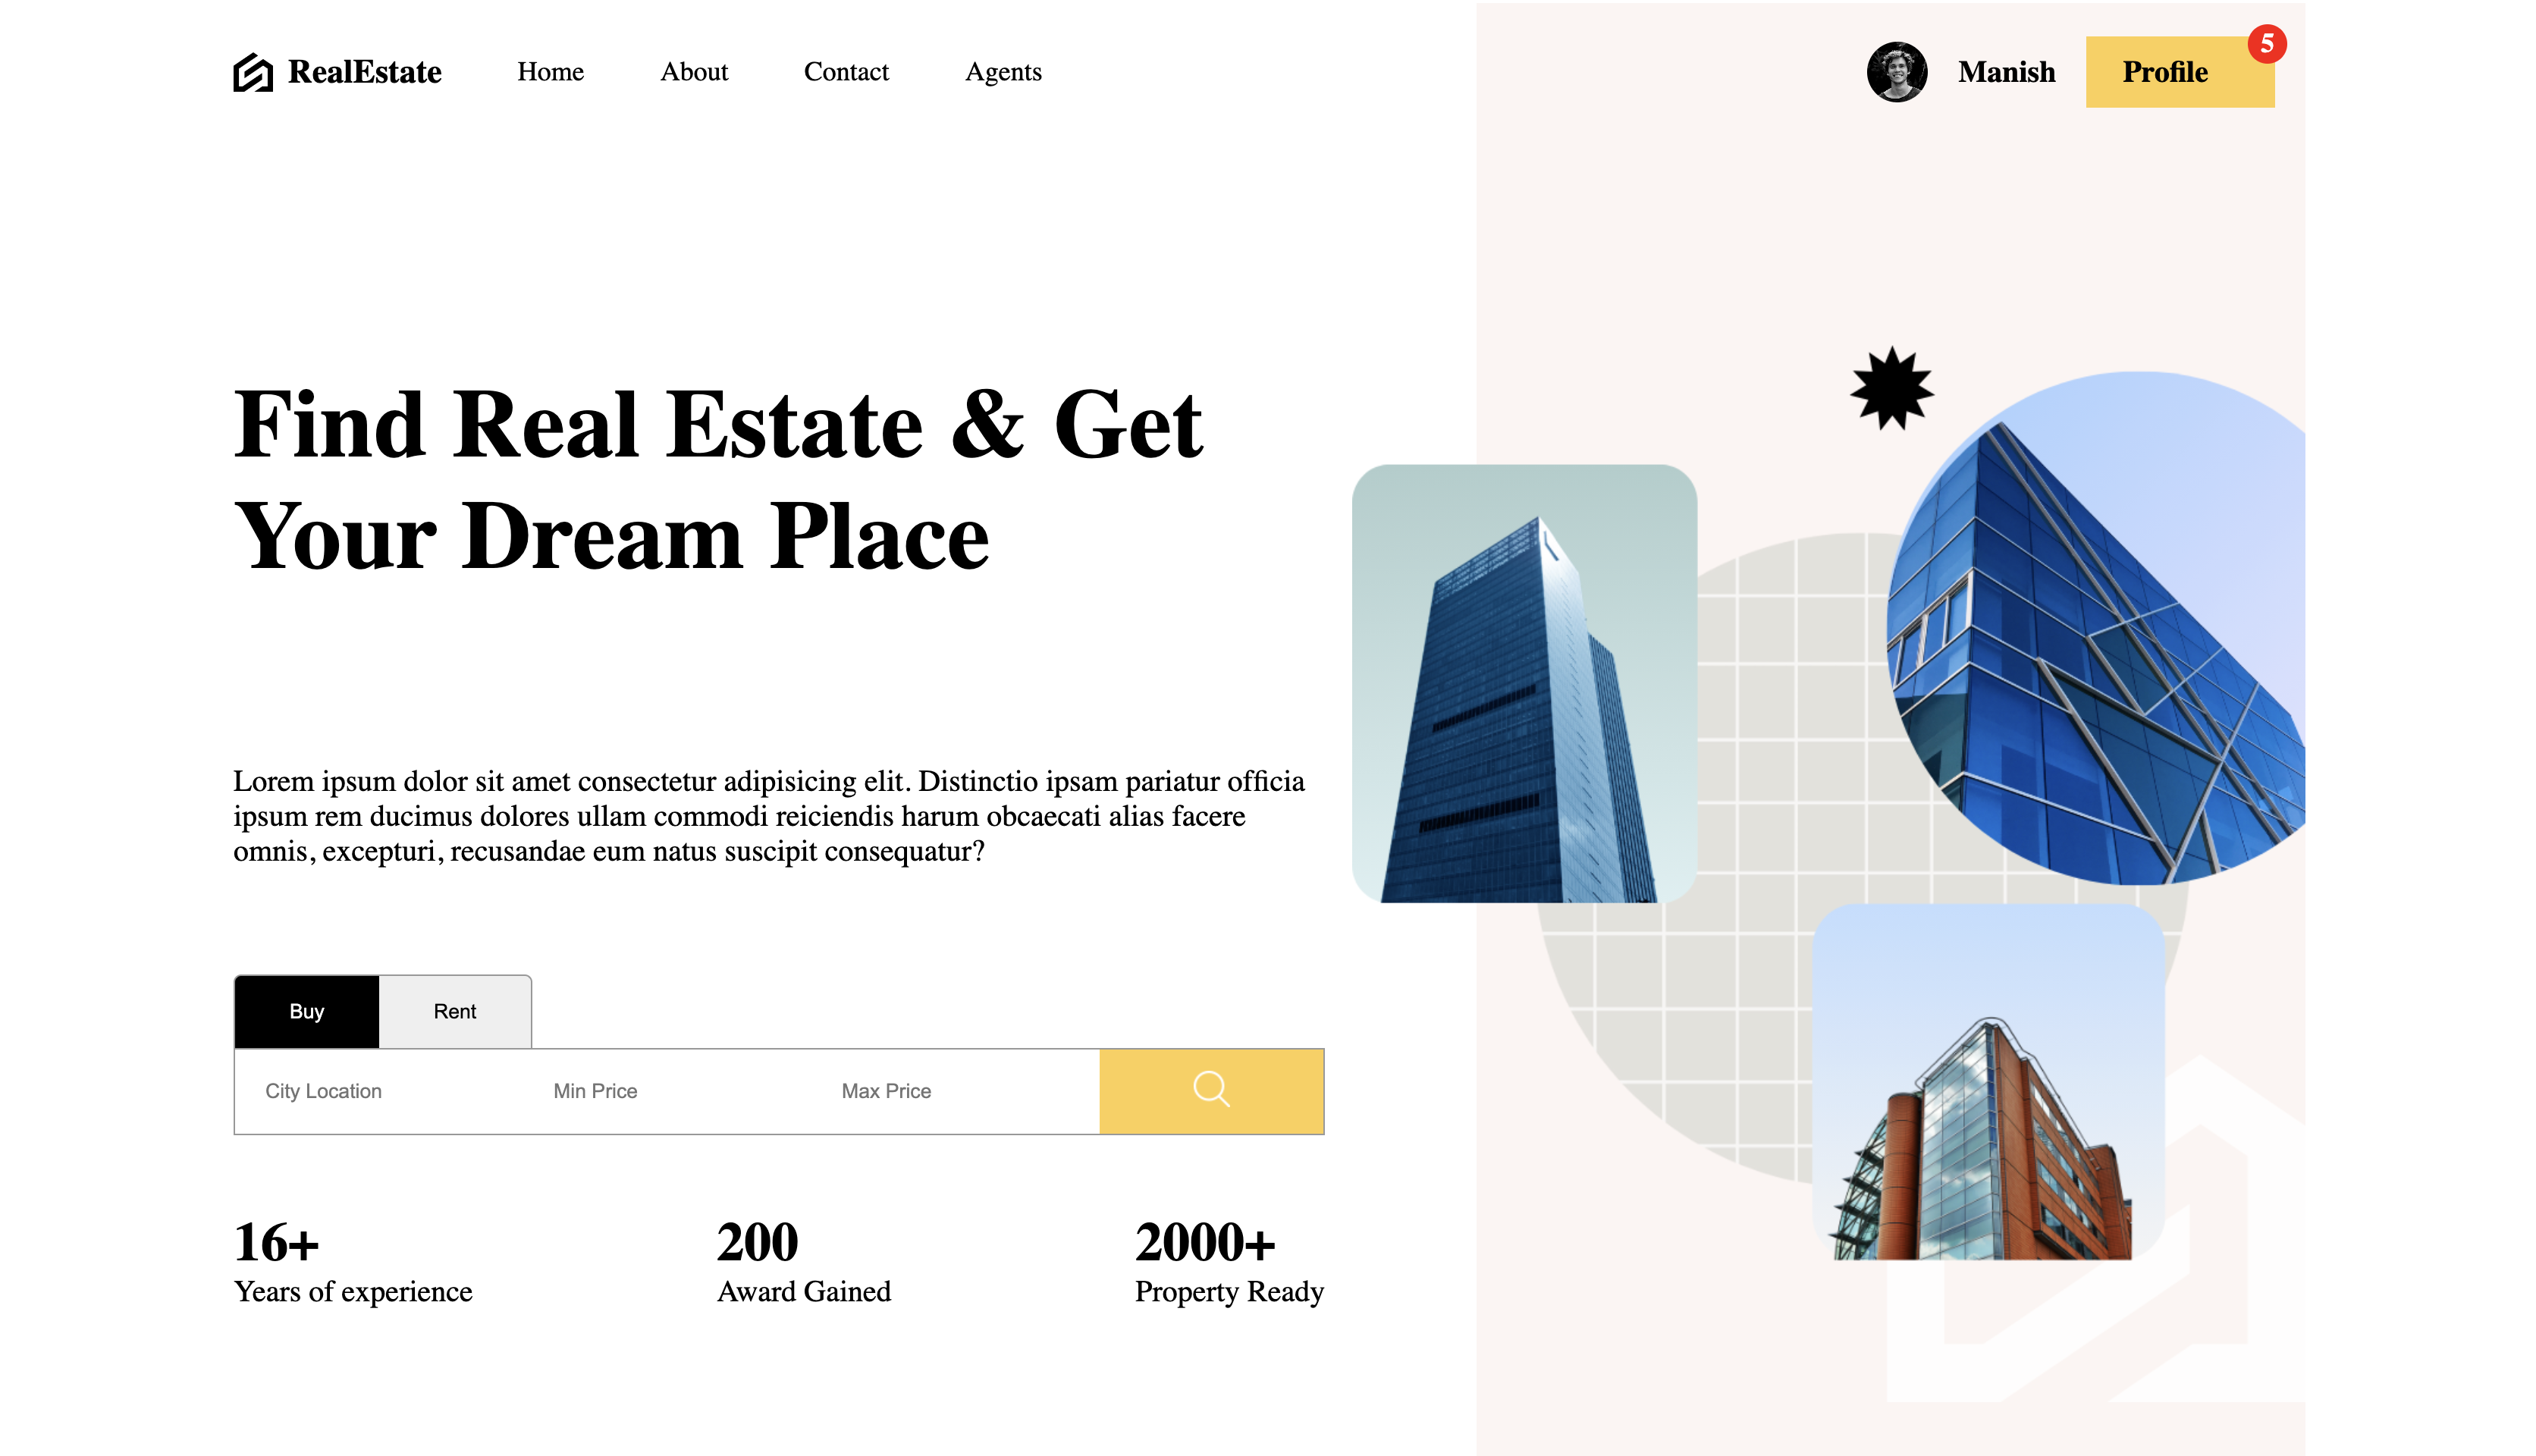 RealEstate Home About Contact Agents Manish Profile 5
Find Real Estate & Get
Your Dream Place
Lorem ipsum dolor sit amet consectetur adipisicing elit. Distinctio ipsam pariatur officia
ipsum rem ducimus dolores ullam commodi reiciendis harum obcaecati alias facere
omnis, excepturi, recusandae eum natus suscipit consequatur?
Buy Rent
City Location Min Price Max Price
16+ 200 2000+
Years of experience Award Gained Property Ready